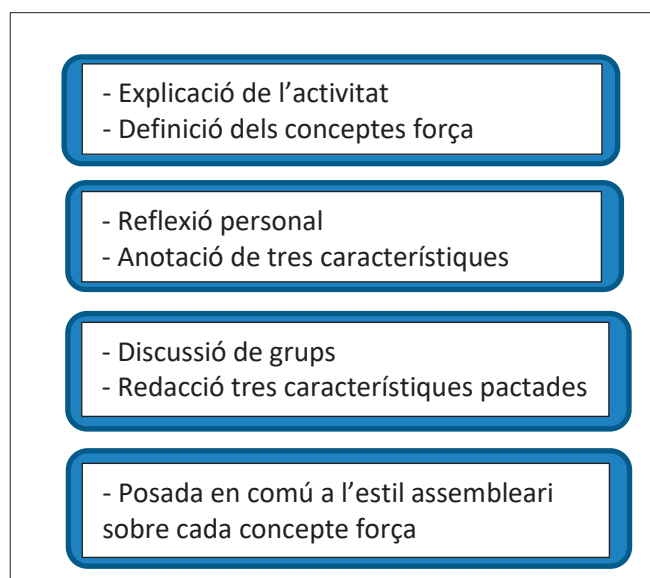 - Explicació de l’activitat
- Definició dels conceptes força
- Reflexió personal
- Anotació de tres característiques
- Discussió de grups
- Redacció tres característiques pactades
- Posada en comú a l’estil assembleari
sobre cada concepte força